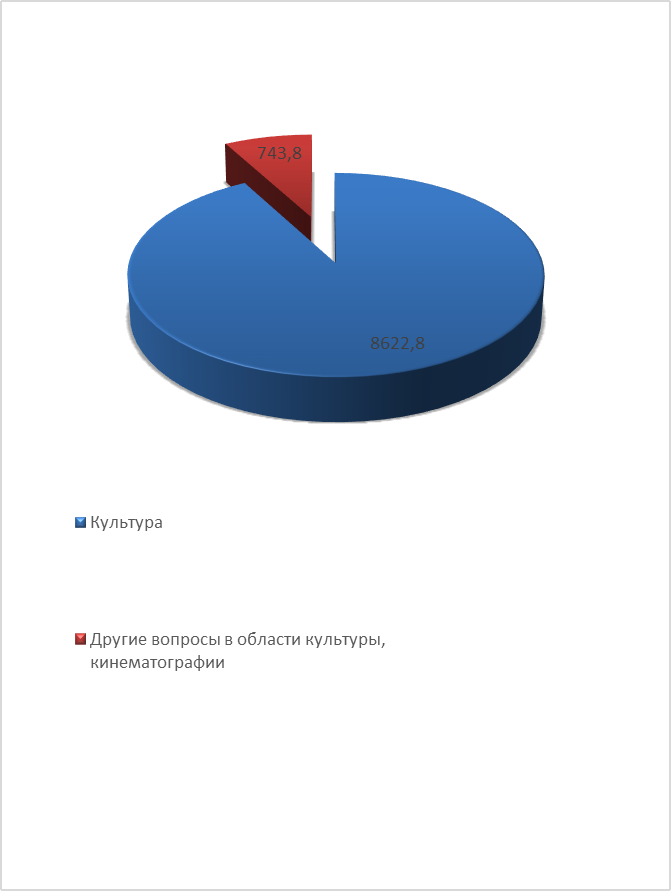 743,8
8622,8
Культура
Другие вопросы в области культуры,
кинематографии